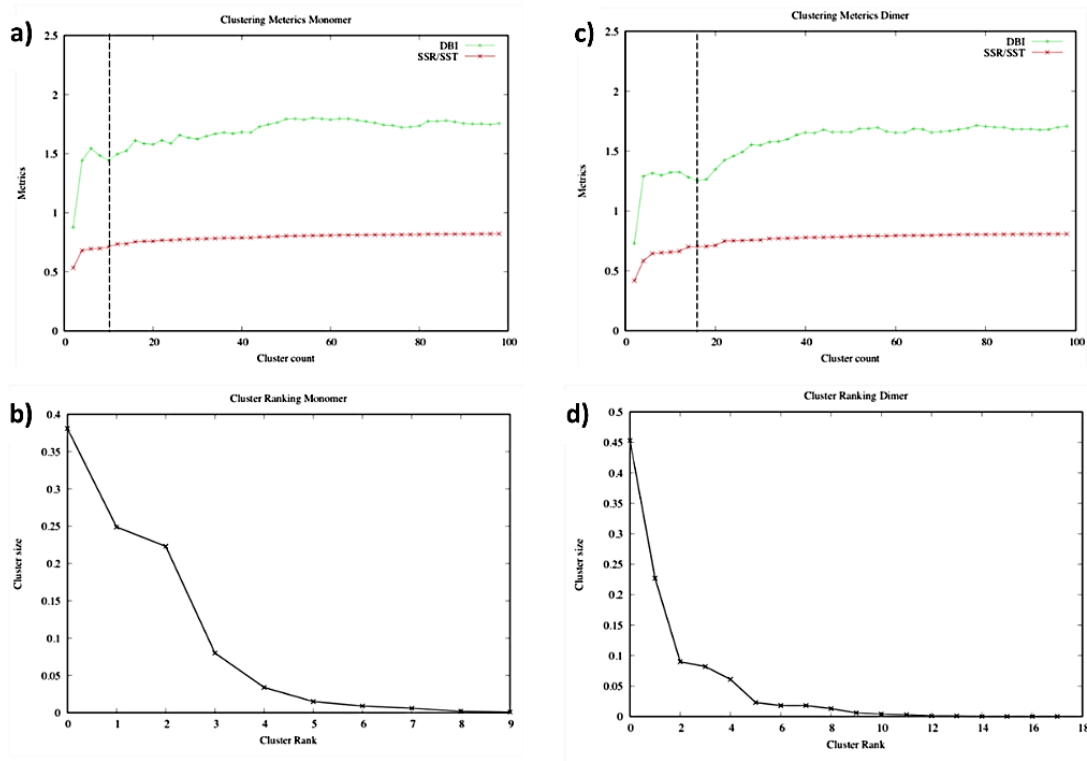 a)
Clustering Meterics Monomer
DBI
SSR/SST
Metrics
2.5
2
1.5
1
0.5
0
0 20 40 60 80 100
Cluster count
c)
Clustering Meterics Dimer
DBI
SSR/SST
Metrics
2.5
2
1.5
1
0.5
0
0 20 40 60 80 100
Cluster count
b)
Cluster Ranking Monomer
Cluster size
0.4
0.35
0.3
0.25
0.2
0.15
0.1
0.05
0
0 1 2 3 4 5 6 7 8 9
Cluster Rank
d)
Cluster Ranking Dimer
Cluster size
0.5
0.45
0.4
0.35
0.3
0.25
0.2
0.15
0.1
0.05
0
0 2 4 6 8 10 12 14 16 18
Cluster Rank